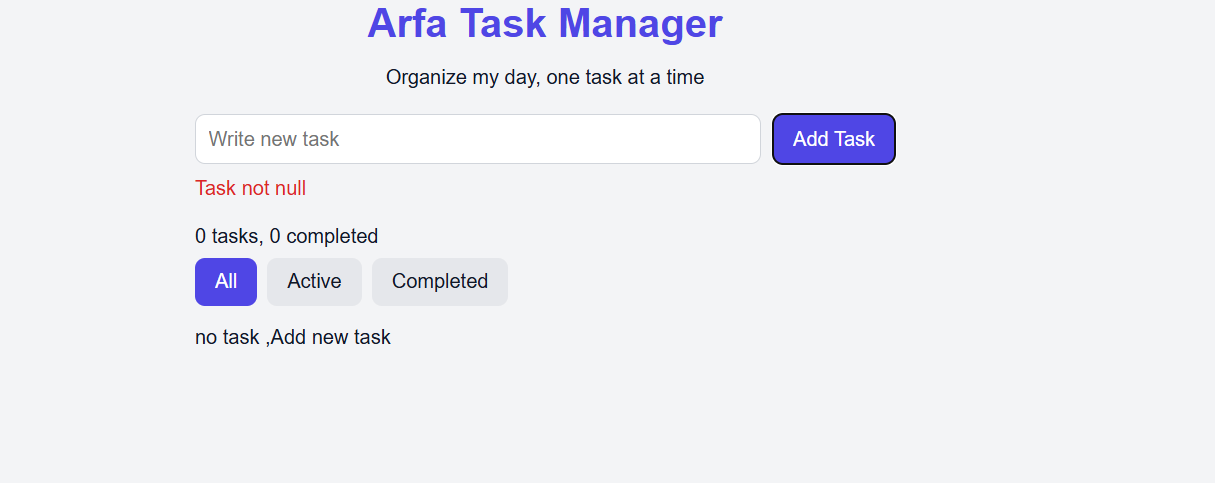 Arfa Task Manager
Organize my day, one task at a time
Write new task
Add Task
Task not null
0 tasks, 0 completed
All
Active
Completed
no task ,Add new task